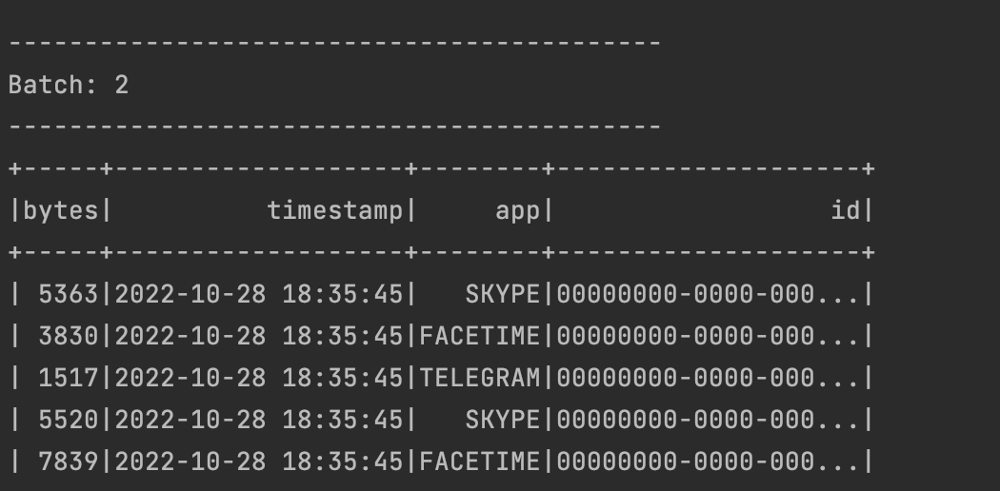 -------------------------------------------
Batch: 2
-------------------------------------------
+-----+-------------------+--------+--------------------+
|bytes|          timestamp|     app|                  id|
+-----+-------------------+--------+--------------------+
| 5363|2022-10-28 18:35:45|   SKYPE|00000000-0000-000...|
| 3830|2022-10-28 18:35:45|FACETIME|00000000-0000-000...|
| 1517|2022-10-28 18:35:45|TELEGRAM|00000000-0000-000...|
| 5520|2022-10-28 18:35:45|   SKYPE|00000000-0000-000...|
| 7839|2022-10-28 18:35:45|FACETIME|00000000-0000-000...|